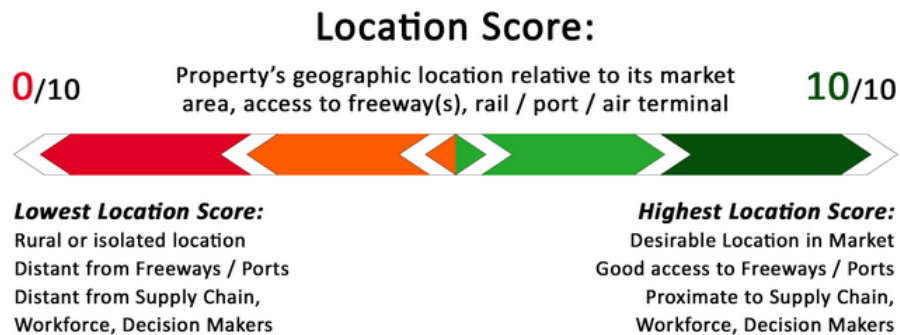 Location Score:
0/10
Property's geographic location relative to its market
area, access to freeway(s), rail / port / air terminal
10/10
Lowest Location Score:
Rural or isolated location
Distant from Freeways / Ports
Distant from Supply Chain,
Workforce, Decision Makers
Highest Location Score:
Desirable Location in Market
Good access to Freeways / Ports
Proximate to Supply Chain,
Workforce, Decision Makers